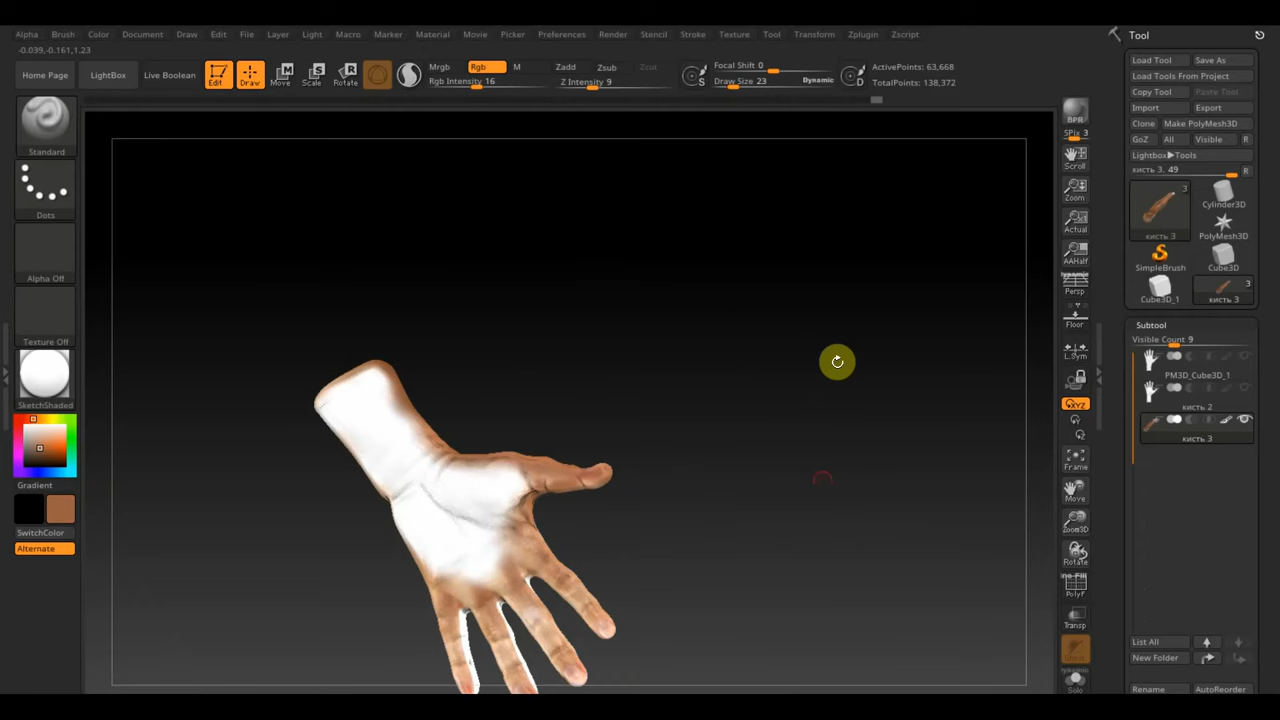 Alpha Brush Color Document Draw Edit File Layer Light Macro Marker Material Movie Picker Preferences Render Stencil Stroke Texture Tool Transform Zplugin Zscript
Tool
-0.039,-0.161,1.23
Home Page LightBox Live Boolean Edit Draw Move Scale Rotate
Mrgb Rgb M Zadd Zsub Zcut
Rgb Intensity 16 Z Intensity 9
Focal Shift 0
Draw Size 23 Dynamic
S D
ActivePoints: 63,668
TotalPoints: 138,372
Load Tool Save As
Load Tools From Project
Copy Tool Paste Tool
Import Export
Clone Make PolyMesh3D
GoZ All Visible R
Lightbox▶Tools
кисть 3. 49 R
3
кисть 3
Cylinder3D
PolyMesh3D
SimpleBrush
Cube3D
Cube3D_1
3
кисть 3
Subtool
Visible Count 9
PM3D_Cube3D_1
кисть 2
кисть 3
List All
New Folder
Rename AutoReorder
Standard
Dots
Alpha Off
Texture Off
SketchShaded
Gradient
SwitchColor
Alternate
BPR
SPix 3
Scroll
Zoom
Actual
AAHalf
Persp
Floor
L.Sym
XYZ
Frame
Move
Zoom3D
Rotate
PolyF
Transp
Solo